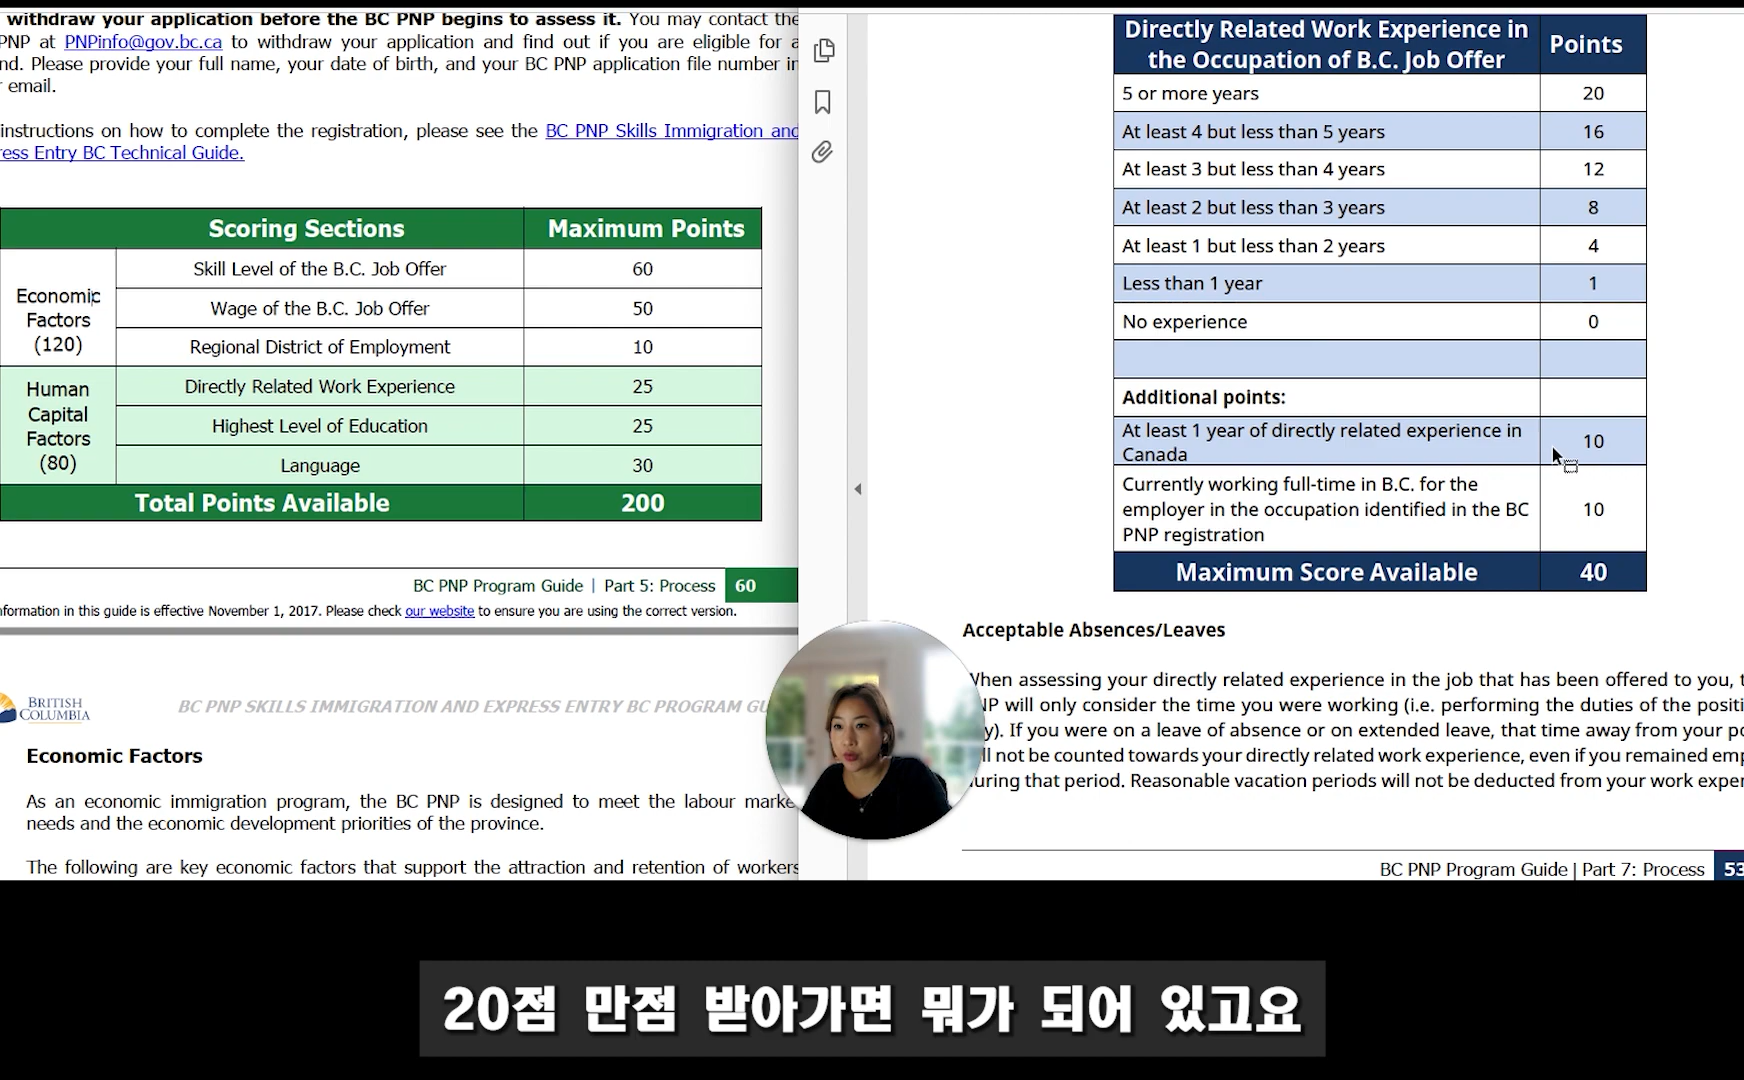 withdraw your application before the BC PNP begins to assess it. You may contact the
PNP at PNPinfo@gov.bc.ca to withdraw your application and find out if you are eligible for a
nd. Please provide your full name, your date of birth, and your BC PNP application file number in
r email.
instructions on how to complete the registration, please see the BC PNP Skills Immigration and
ress Entry BC Technical Guide.
Scoring Sections Maximum Points
Economic
Factors
(120)
Skill Level of the B.C. Job Offer 60
Wage of the B.C. Job Offer 50
Regional District of Employment 10
Human
Capital
Factors
(80)
Directly Related Work Experience 25
Highest Level of Education 25
Language 30
Total Points Available 200
BC PNP Program Guide | Part 5: Process 60
nformation in this guide is effective November 1, 2017. Please check our website to ensure you are using the correct version.
BRITISH
COLUMBIA
BC PNP SKILLS IMMIGRATION AND EXPRESS ENTRY BC PROGRAM GU
Economic Factors
As an economic immigration program, the BC PNP is designed to meet the labour marke
needs and the economic development priorities of the province.
The following are key economic factors that support the attraction and retention of workers
Directly Related Work Experience in
the Occupation of B.C. Job Offer
Points
5 or more years 20
At least 4 but less than 5 years 16
At least 3 but less than 4 years 12
At least 2 but less than 3 years 8
At least 1 but less than 2 years 4
Less than 1 year 1
No experience 0
Additional points:
At least 1 year of directly related experience in
Canada
10
Currently working full-time in B.C. for the
employer in the occupation identified in the BC
PNP registration
10
Maximum Score Available 40
Acceptable Absences/Leaves
When assessing your directly related experience in the job that has been offered to you, t
NP will only consider the time you were working (i.e. performing the duties of the positi
y). If you were on a leave of absence or on extended leave, that time away from your po
ll not be counted towards your directly related work experience, even if you remained emp
uring that period. Reasonable vacation periods will not be deducted from your work exper
BC PNP Program Guide | Part 7: Process 53
20점 만점 받아가면 뭐가 되어 있고요